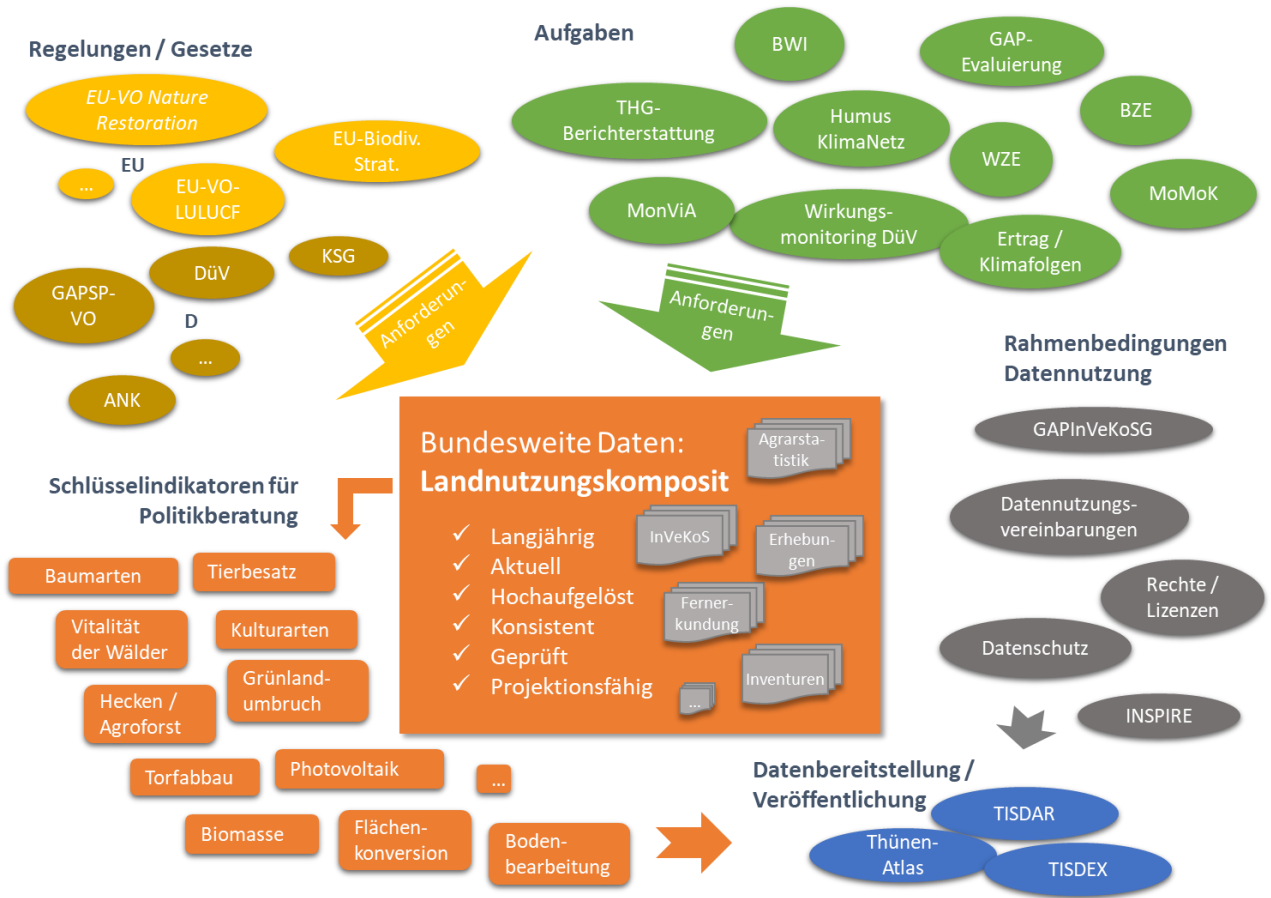 Regelungen / Gesetze
EU-VO Nature
Restoration
EU-Biodiv.
Strat.
EU
...
EU-VO-
LULUCF
KSG
DüV
GAPSP-
VO
D
...
ANK
Anforderun-
gen
Aufgaben
BWI
GAP-
Evaluierung
THG-
Berichterstattung
Humus
KlimaNetz
BZE
WZE
MoMoK
MonViA
Wirkungs-
monitoring DüV
Ertrag /
Klimafolgen
Anforderun-
gen
Rahmenbedingungen
Datennutzung
GAPInVeKoSG
Datennutzungs-
vereinbarungen
Rechte /
Lizenzen
Datenschutz
INSPIRE
Bundesweite Daten:
Landnutzungskomposit
Langjährig
Aktuell
Hochaufgelöst
Konsistent
Geprüft
Projektionsfähig
Agrarsta-
tistik
InVeKoS
Erhebun-
gen
Fernер-
kundung
Inventuren
...
Schlüsselindikatoren für
Politikberatung
Baumarten
Tierbesatz
Vitalität
der Wälder
Kulturarten
Grünland-
umbruch
Hecken /
Agroforst
Torfabbau
Photovoltaik
...
Biomasse
Flächen-
konversion
Boden-
bearbeitung
Datenbereitstellung /
Veröffentlichung
TISDAR
Thünen-
Atlas
TISDEX